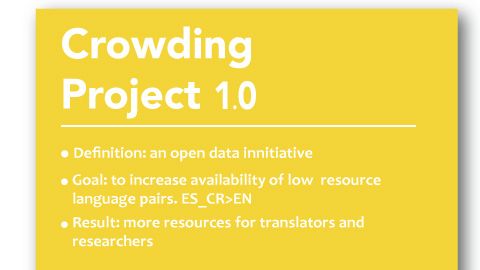 Crowding
Project 1.0
• Definition: an open data innitiative
• Goal: to increase availability of low resource
language pairs. ES_CR>EN
• Result: more resources for translators and
researchers